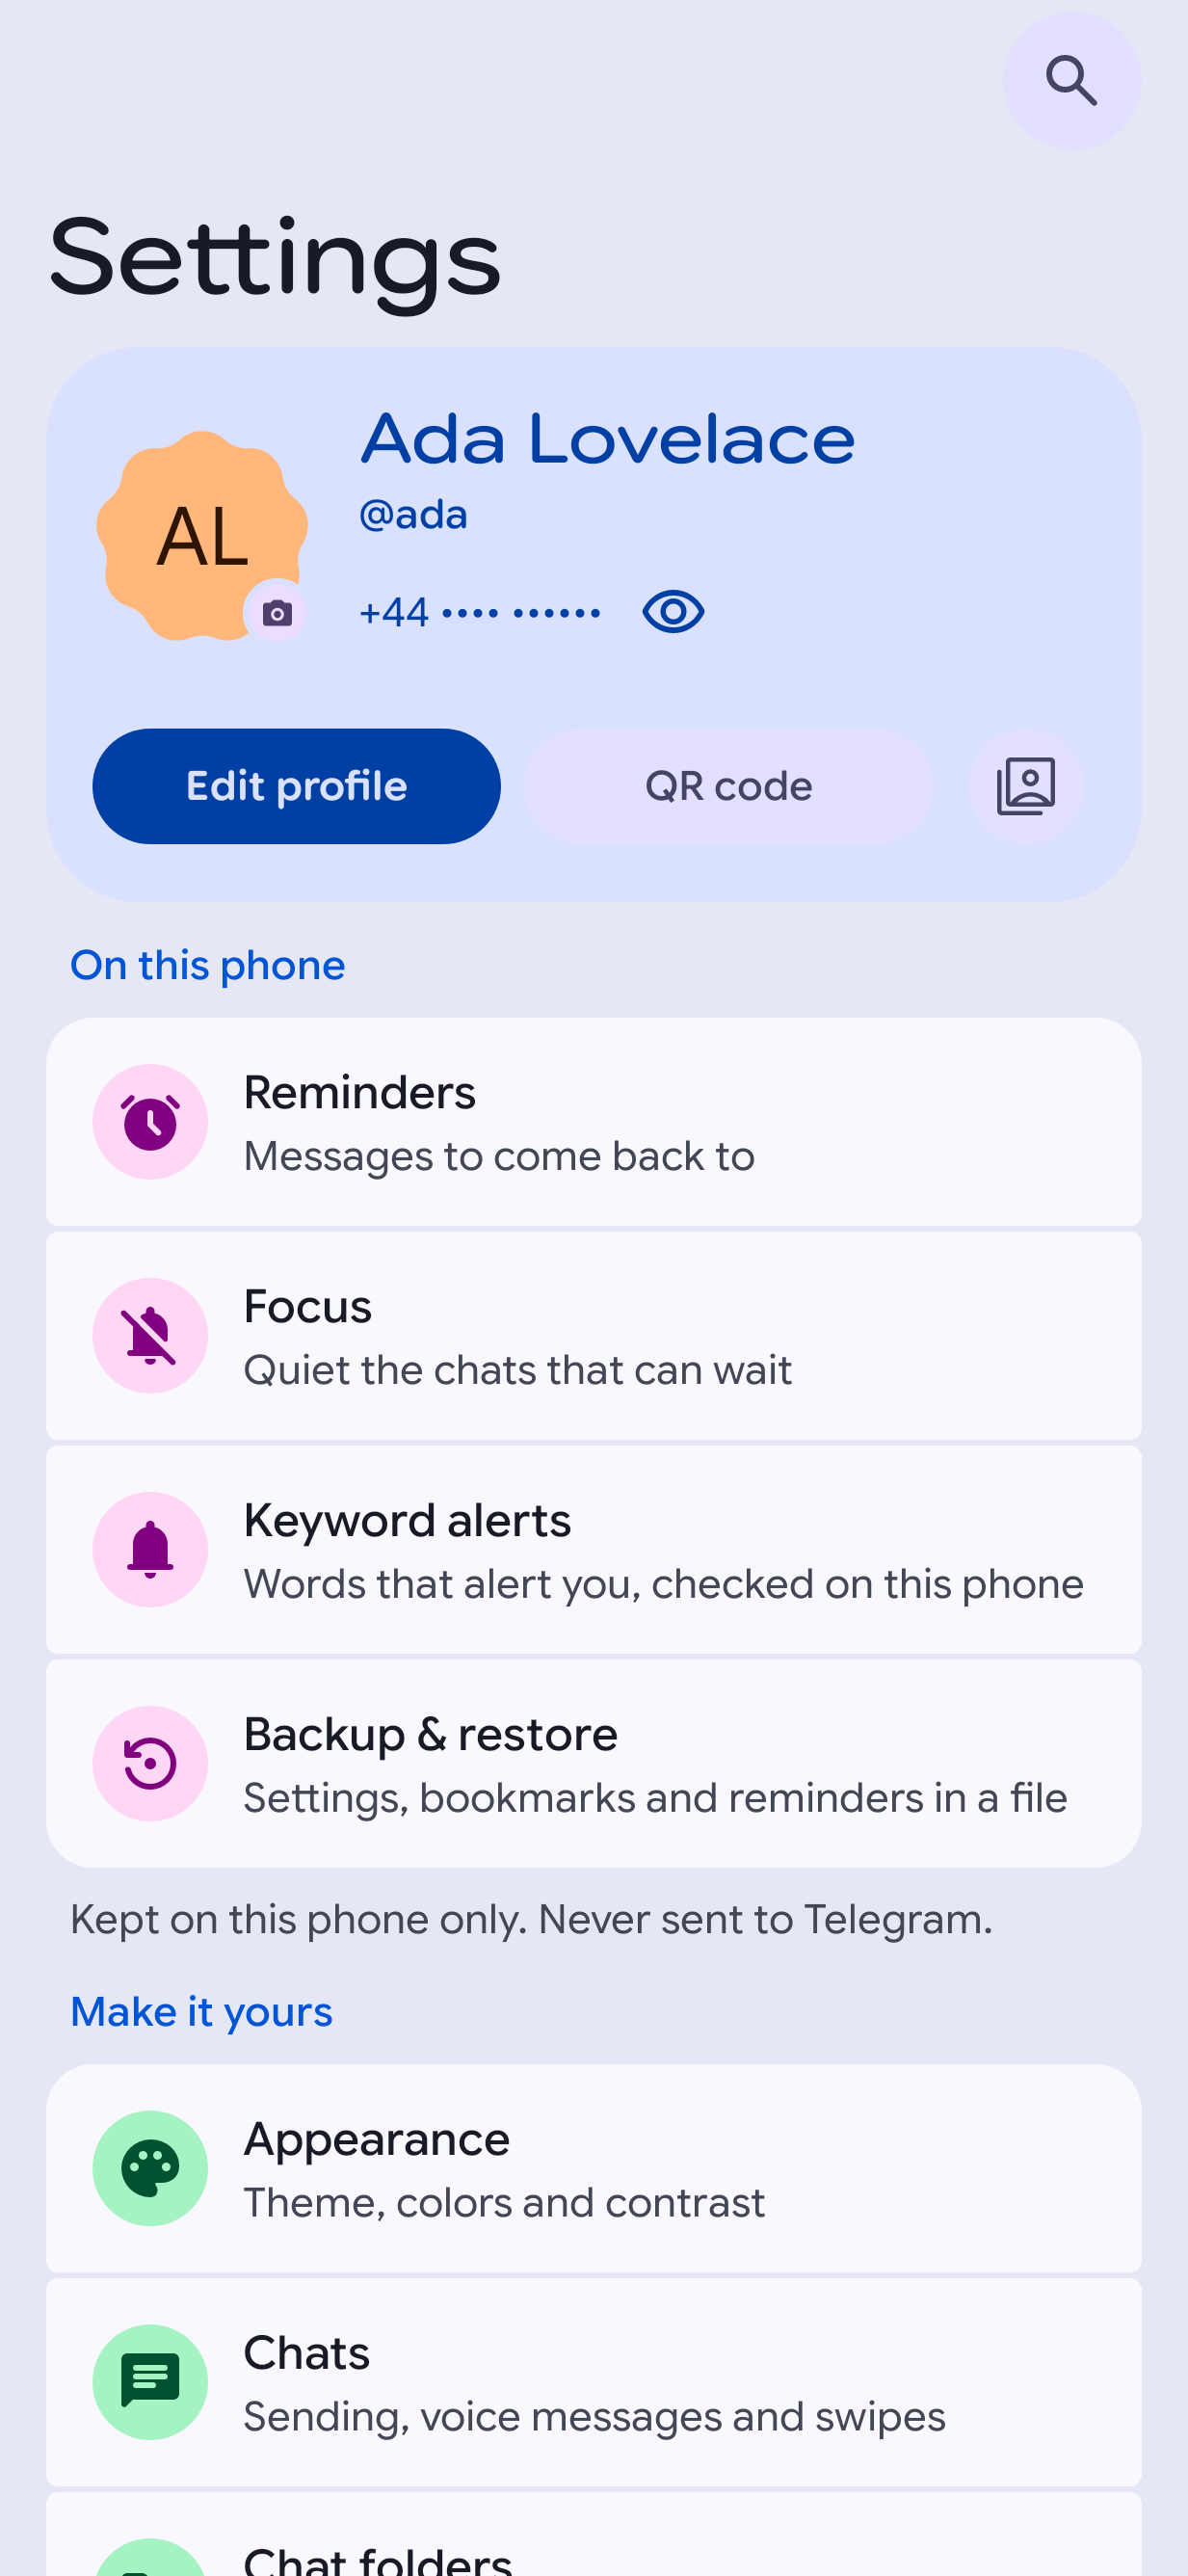 Settings
AL
Ada Lovelace
@ada
+44 •••• ••••••
Edit profile
QR code
On this phone
Reminders
Messages to come back to
Focus
Quiet the chats that can wait
Keyword alerts
Words that alert you, checked on this phone
Backup & restore
Settings, bookmarks and reminders in a file
Kept on this phone only. Never sent to Telegram.
Make it yours
Appearance
Theme, colors and contrast
Chats
Sending, voice messages and swipes
Chat folders